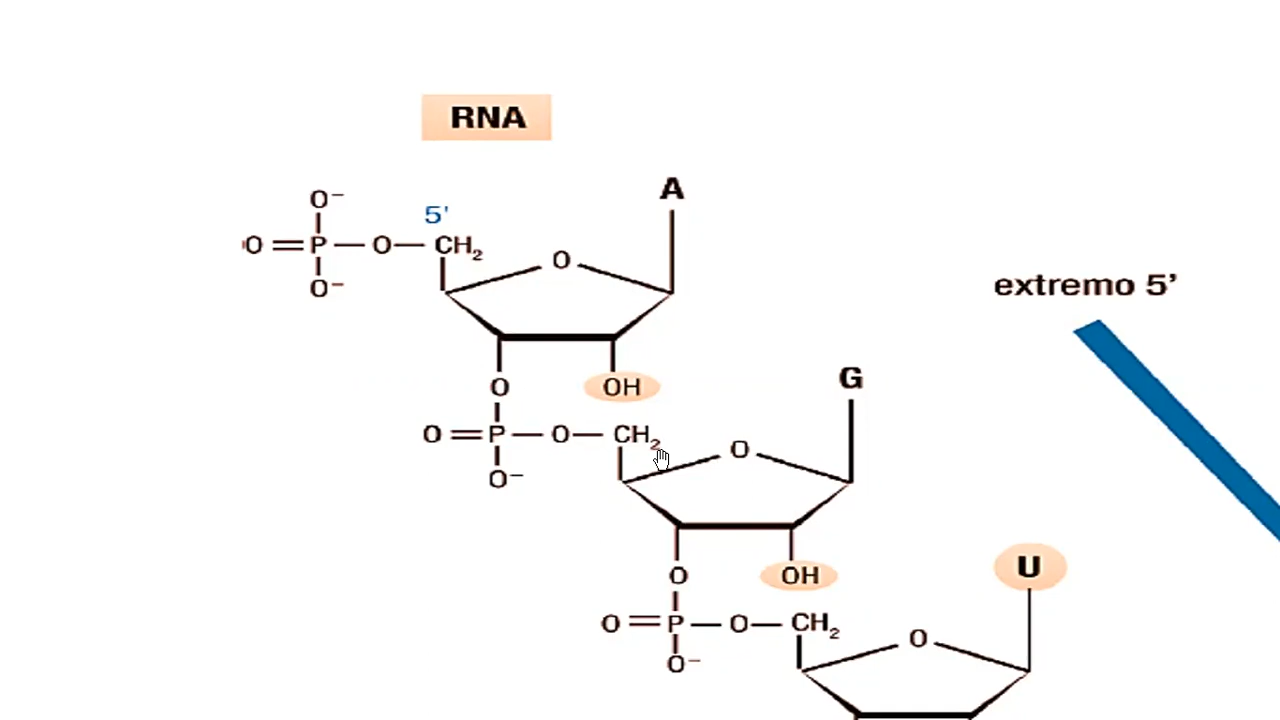 RNA
A
O⁻
5'
O=P—O—CH₂
O
O⁻
extremo 5’
G
O
OH
O=P—O—CH₂
O
O⁻
U
O
OH
O=P—O—CH₂
O
O⁻